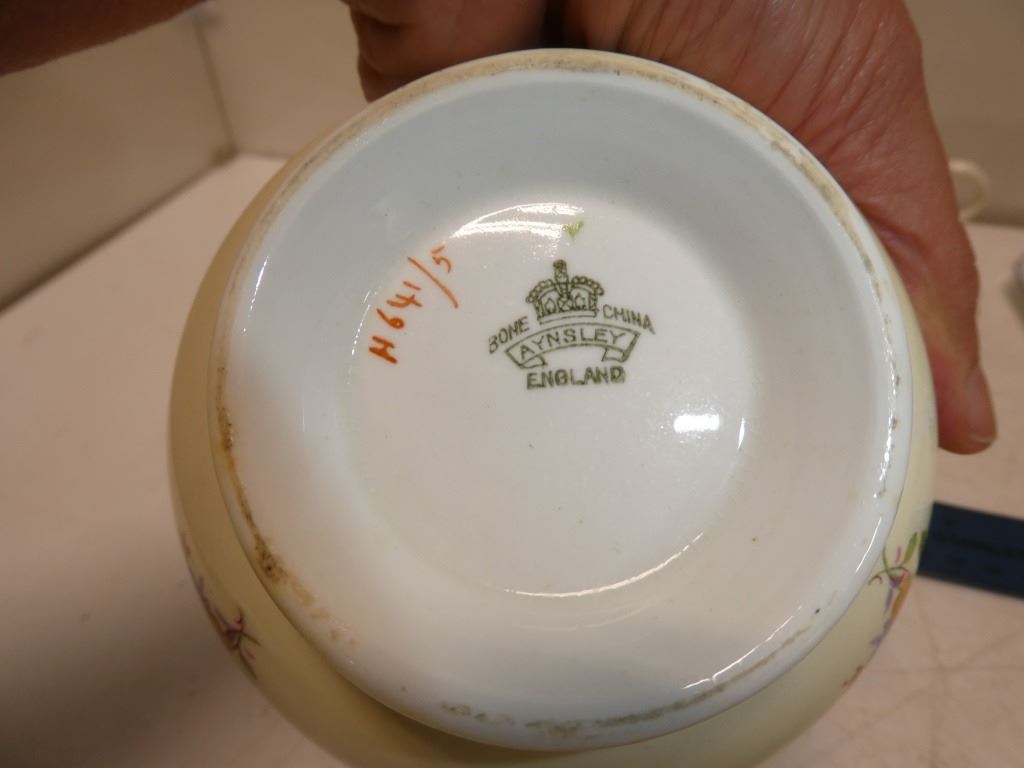 H641/5
BONE CHINA
AYNSLEY
ENGLAND